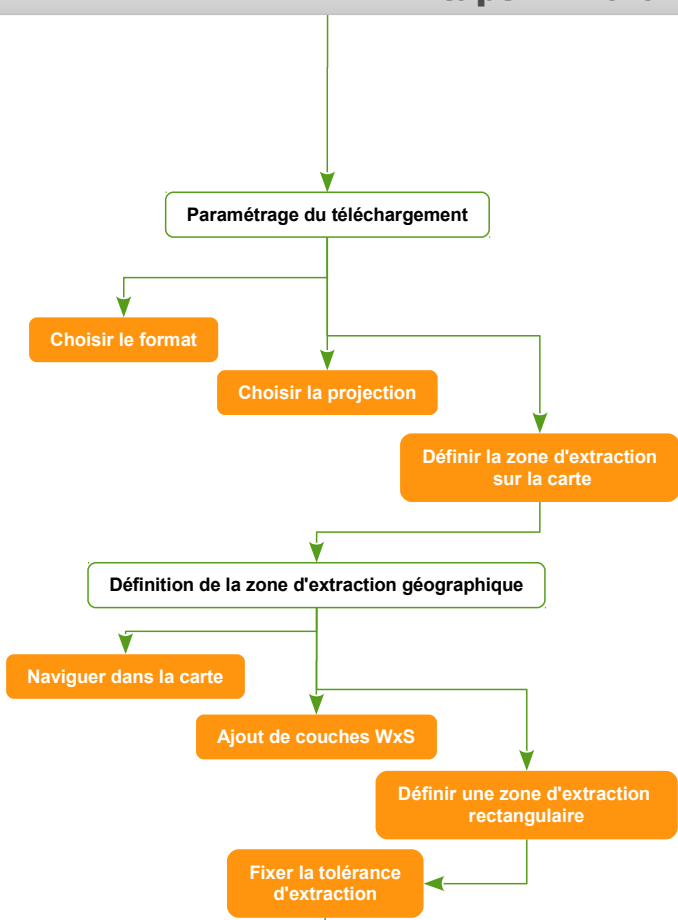 Paramétrage du téléchargement
Choisir le format
Choisir la projection
Définir la zone d'extraction
sur la carte
Définition de la zone d'extraction géographique
Naviguer dans la carte
Ajout de couches WxS
Définir une zone d'extraction
rectangulaire
Fixer la tolérance
d'extraction